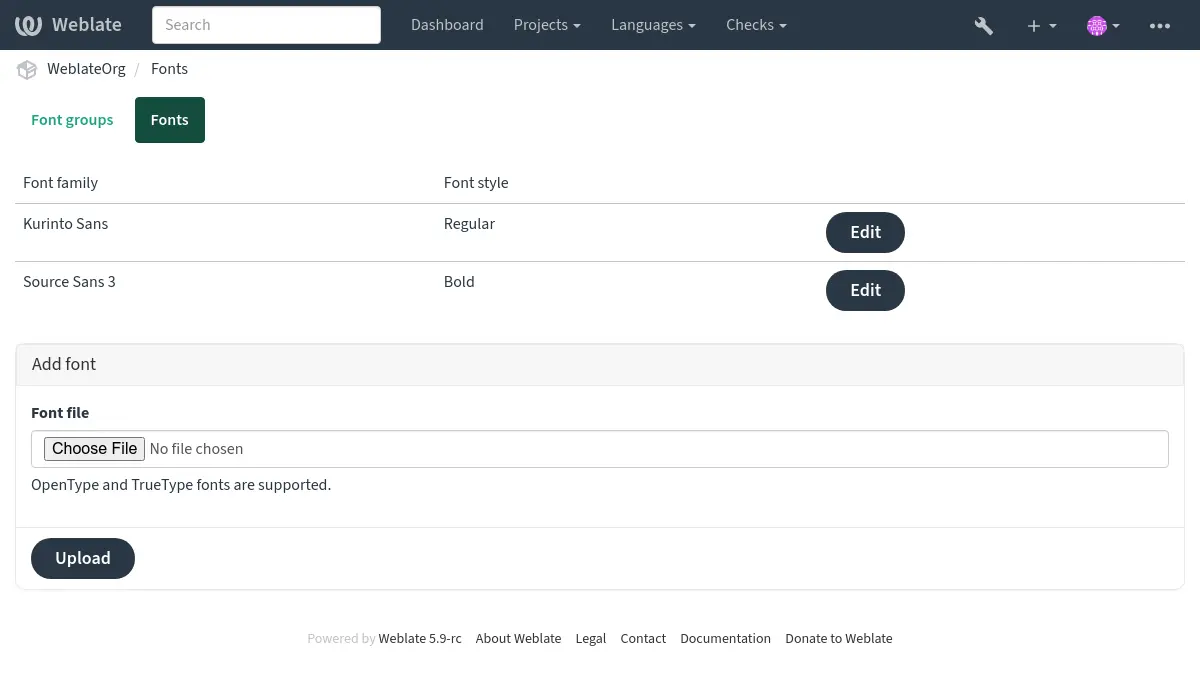 Weblate Search Dashboard Projects Languages Checks
WeblateOrg / Fonts
Font groups Fonts
Font family Font style
Kurinto Sans Regular Edit
Source Sans 3 Bold Edit
Add font
Font file
Choose File No file chosen
OpenType and TrueType fonts are supported.
Upload
Powered by Weblate 5.9-rc About Weblate Legal Contact Documentation Donate to Weblate